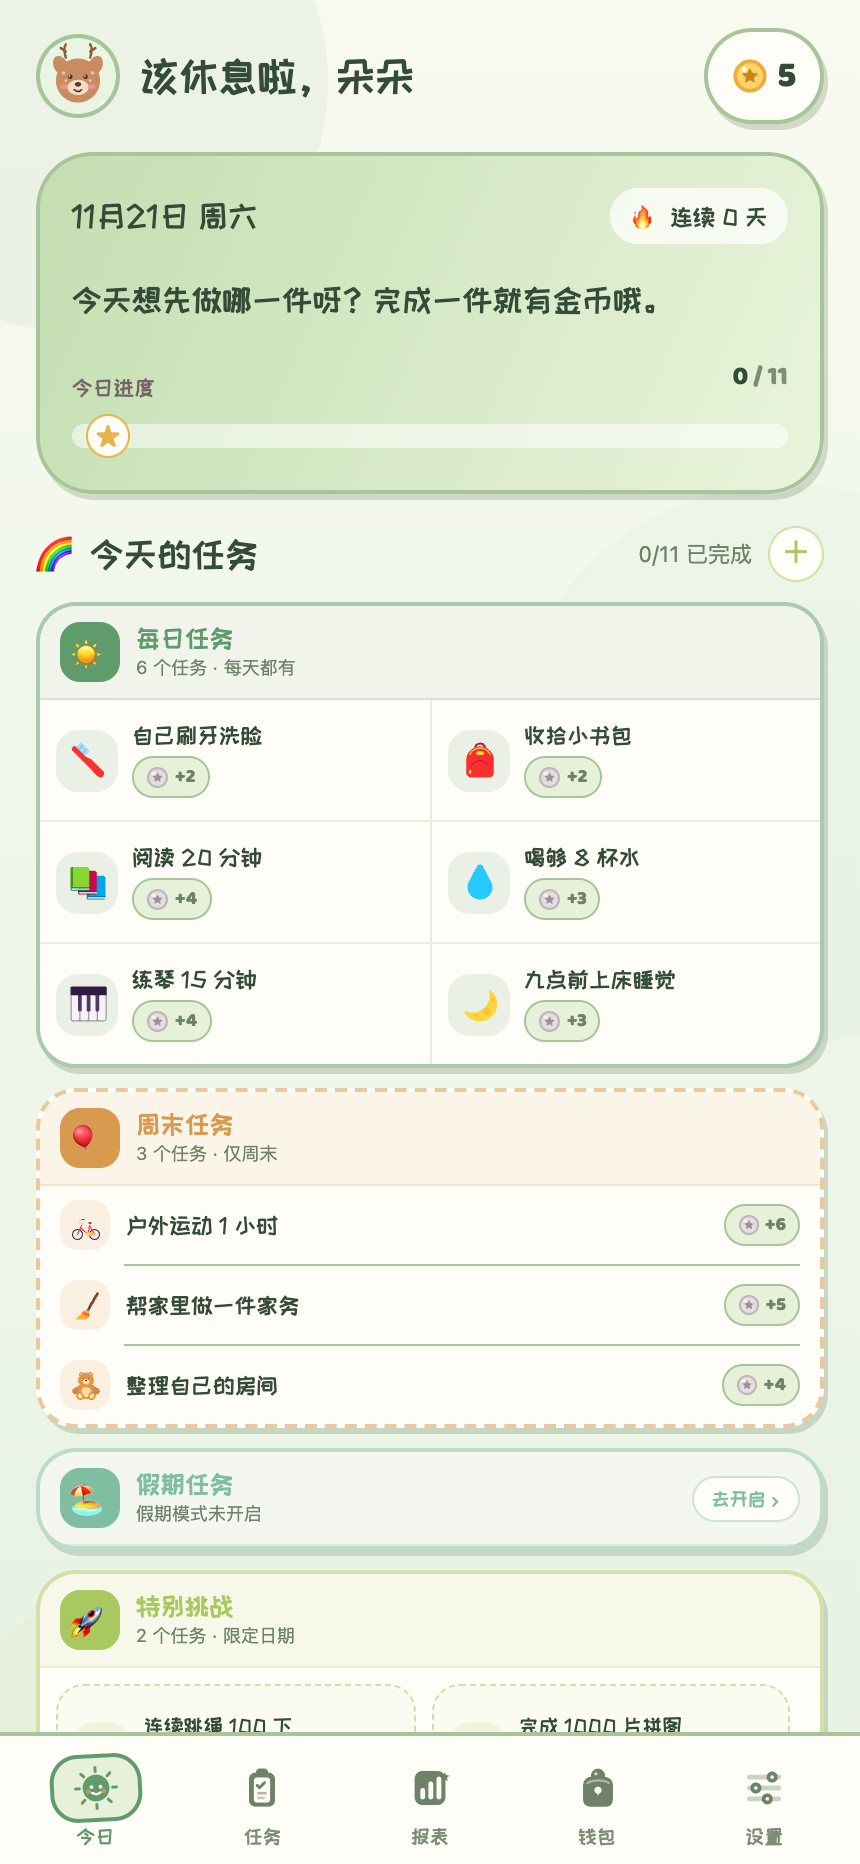 该休息啦，朵朵
5
11月21日 周六
连续 0 天
今天想先做哪一件呀？完成一件就有金币哦。
今日进度
0/11
今天的任务
0/11 已完成
每日任务
6 个任务 · 每天都有
自己刷牙洗脸
+2
收拾小书包
+2
阅读 20 分钟
+4
喝够 8 杯水
+3
练琴 15 分钟
+4
九点前上床睡觉
+3
周末任务
3 个任务 · 仅周末
户外运动 1 小时
+6
帮家里做一件家务
+5
整理自己的房间
+4
假期任务
假期模式未开启
去开启 ›
特别挑战
2 个任务 · 限定日期
连续跳绳 100 下
完成 1000 片拼图
今日
任务
报表
钱包
设置